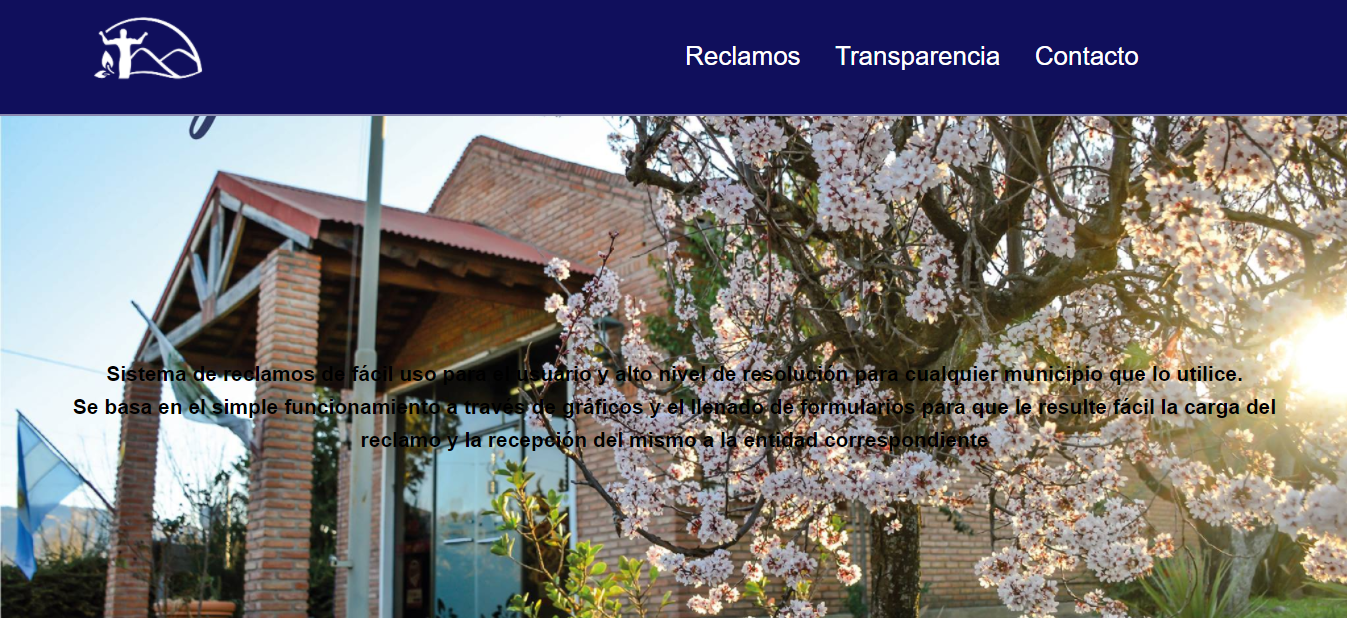 Reclamos Transparencia Contacto
Sistema de reclamos de fácil uso para el usuario y alto nivel de resolución para cualquier municipio que lo utilice.
Se basa en el simple funcionamiento a través de gráficos y el llenado de formularios para que le resulte fácil la carga del
reclamo y la recepción del mismo a la entidad correspondiente